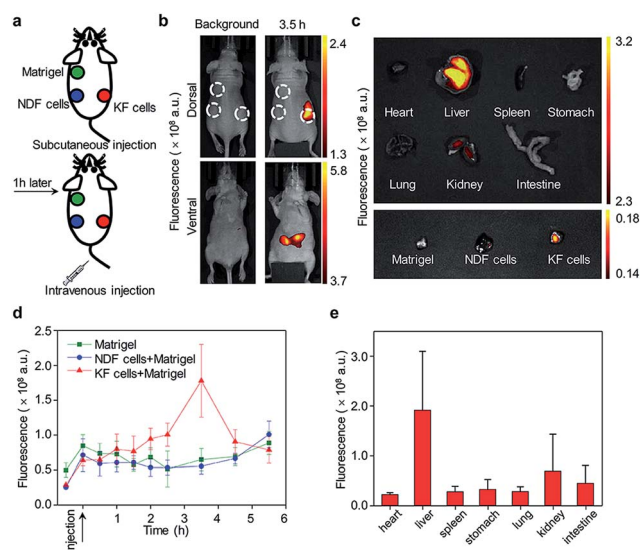 a
Matrigel
NDF cells
KF cells
Subcutaneous injection
1h later
Intravenous injection
b
Background
3.5 h
Fluorescence ( × 10⁸ a.u.)
Dorsal
Ventral
2.4
1.3
5.8
3.7
c
Fluorescence ( × 10⁸ a.u.)
Heart
Liver
Spleen
Stomach
Lung
Kidney
Intestine
Matrigel
NDF cells
KF cells
3.2
2.3
0.18
0.14
d
Fluorescence ( × 10⁸ a.u.)
2.5
2.0
1.5
1.0
0.5
0.0
Matrigel
NDF cells+Matrigel
KF cells+Matrigel
injection
1
2
3
4
5
6
Time (h)
e
Fluorescence ( × 10⁸ a.u.)
3.0
2.0
1.0
0.0
heart
liver
spleen
stomach
lung
kidney
intestine